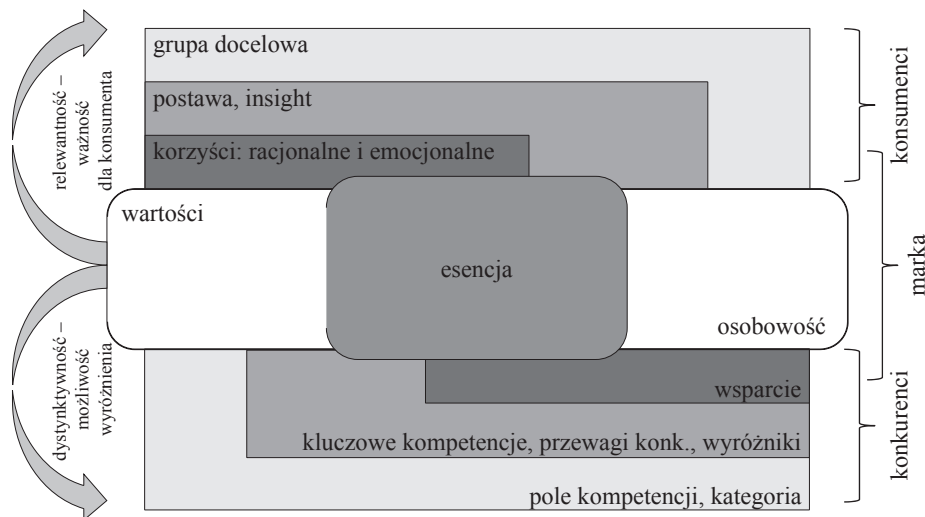 grupa docelowa
postawa, insight
korzyści: racjonalne i emocjonalne
relewantność –
ważność
dla konsumenta
konsumenci
wartości
esencja
osobowość
marka
dystynktywność –
możliwość
wyróżnienia
wsparcie
kluczowe kompetencje, przewagi konk., wyróżniki
pole kompetencji, kategoria
konkurenci